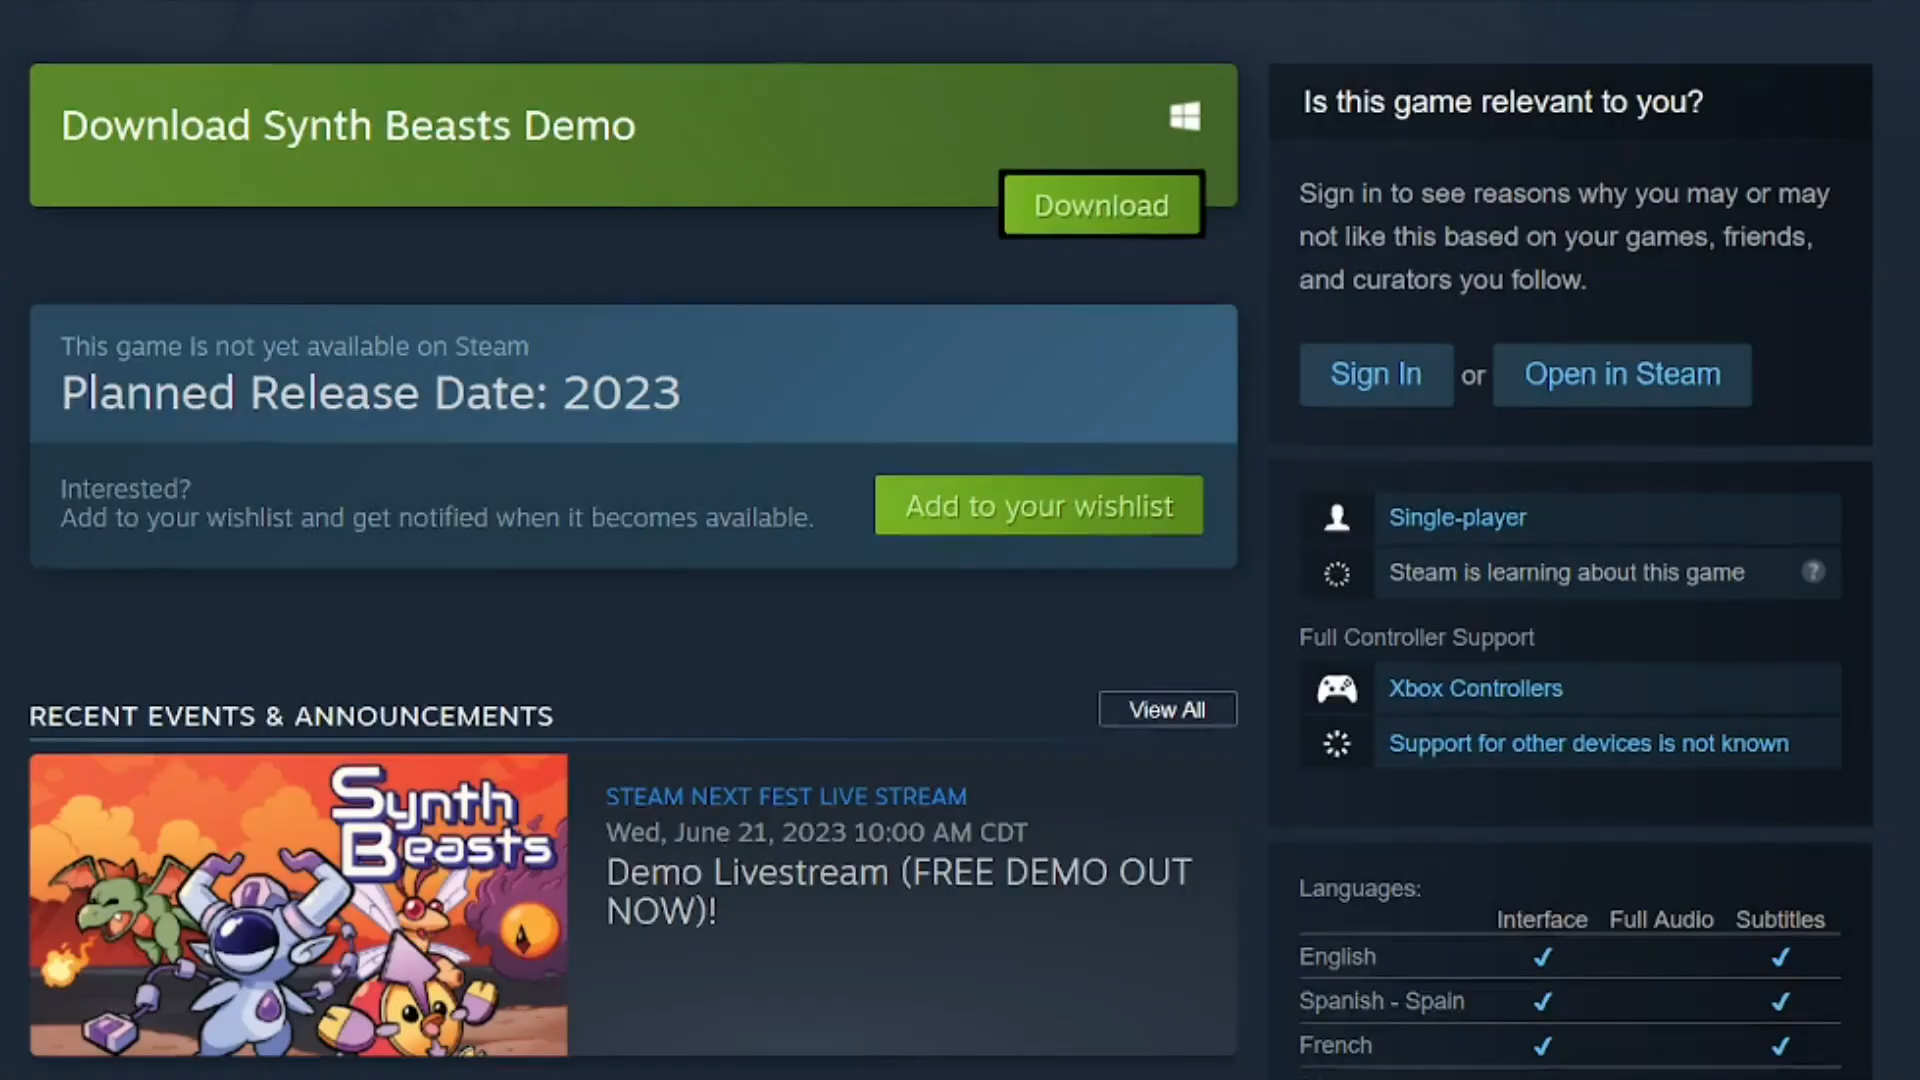 Download Synth Beasts Demo
Download
This game is not yet available on Steam
Planned Release Date: 2023
Interested?
Add to your wishlist and get notified when it becomes available.
Add to your wishlist
RECENT EVENTS & ANNOUNCEMENTS
View All
Synth
Beasts
STEAM NEXT FEST LIVE STREAM
Wed, June 21, 2023 10:00 AM CDT
Demo Livestream (FREE DEMO OUT
NOW)!
Is this game relevant to you?
Sign in to see reasons why you may or may
not like this based on your games, friends,
and curators you follow.
Sign In or Open in Steam
Single-player
Steam is learning about this game ?
Full Controller Support
Xbox Controllers
Support for other devices is not known
Languages:
Interface Full Audio Subtitles
English ✓ ✓
Spanish - Spain ✓ ✓
French ✓ ✓